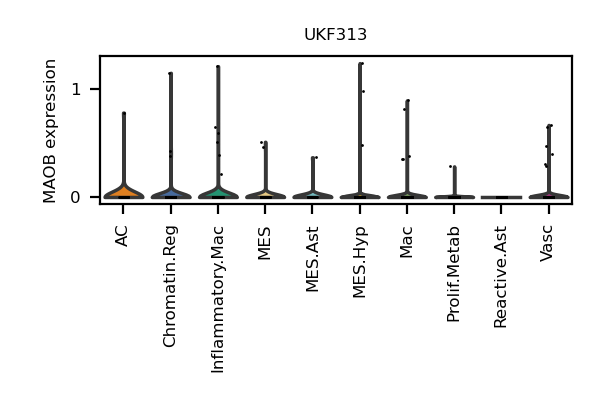 UKF313
MAOB expression
1
0
AC
Chromatin.Reg
Inflammatory.Mac
MES
MES.Ast
MES.Hyp
Mac
Prolif.Metab
Reactive.Ast
Vasc